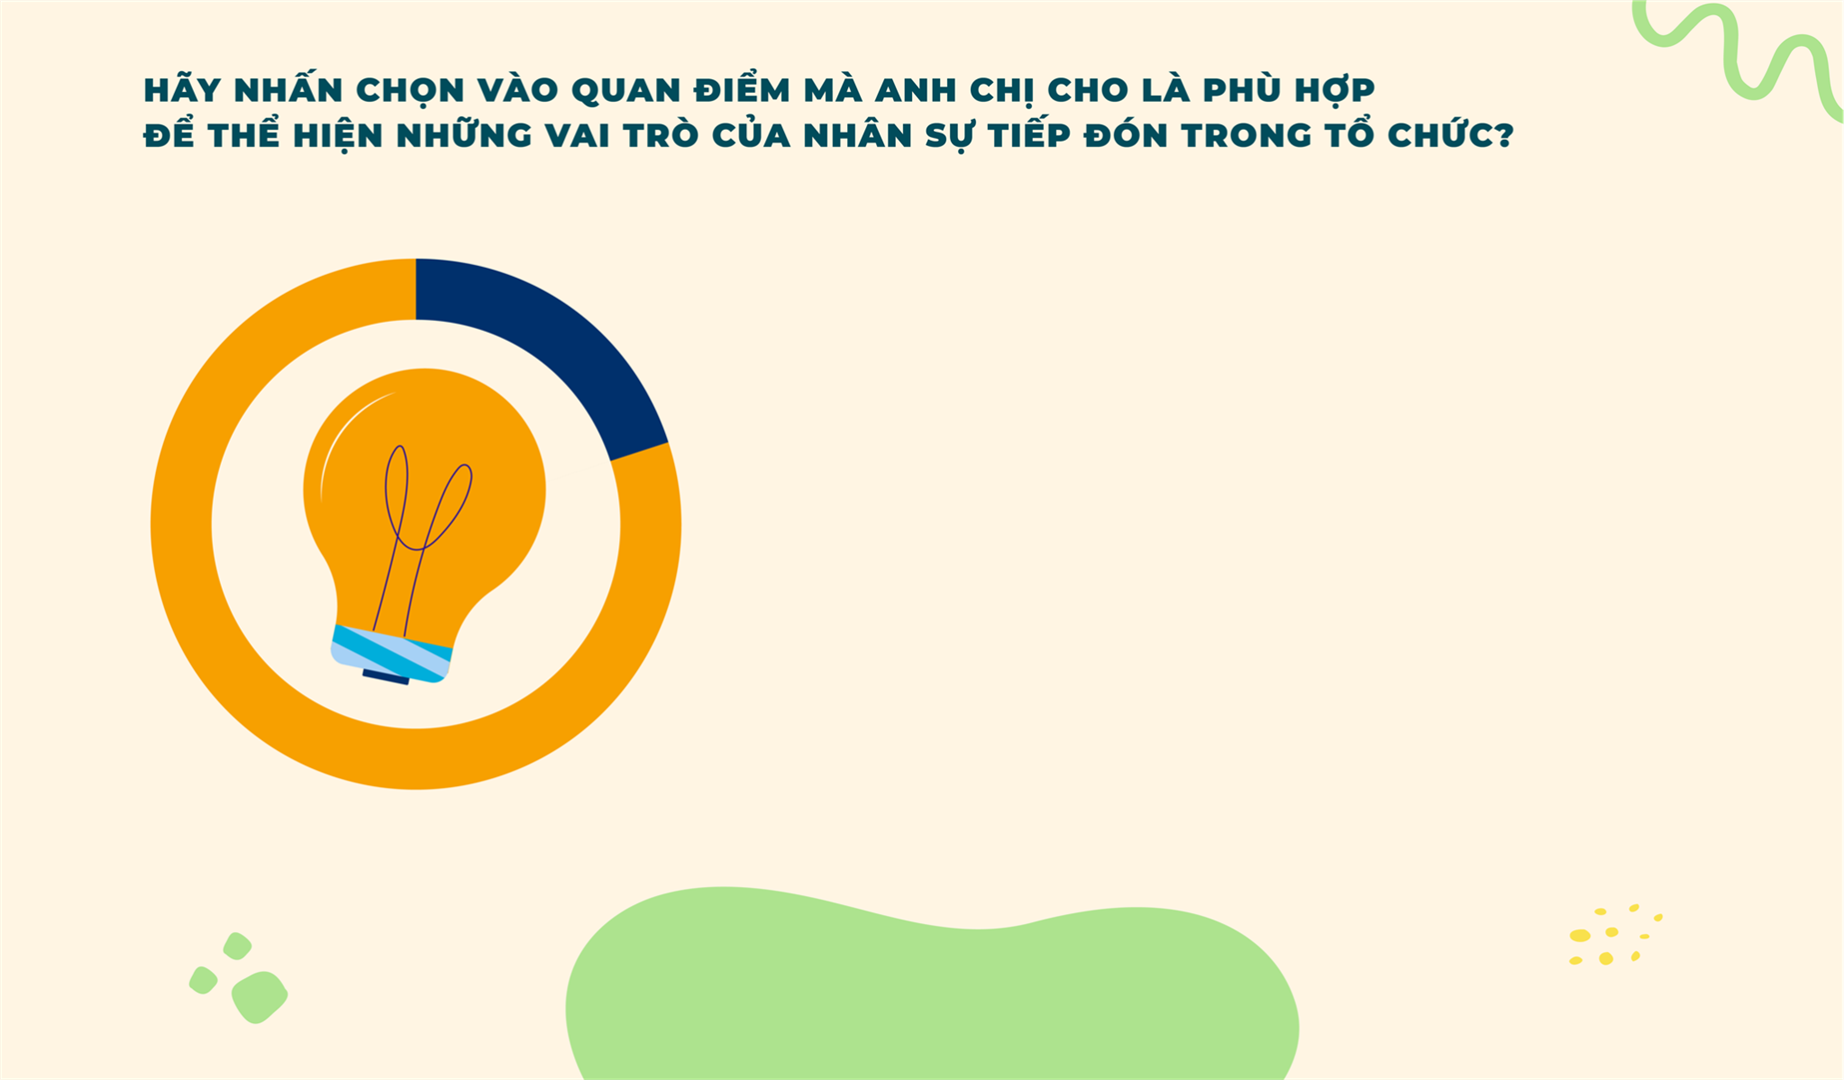 HÃY NHẤN CHỌN VÀO QUAN ĐIỂM MÀ ANH CHỊ CHO LÀ PHÙ HỢP
ĐỂ THỂ HIỆN NHỮNG VAI TRÒ CỦA NHÂN SỰ TIẾP ĐÓN TRONG TỔ CHỨC?